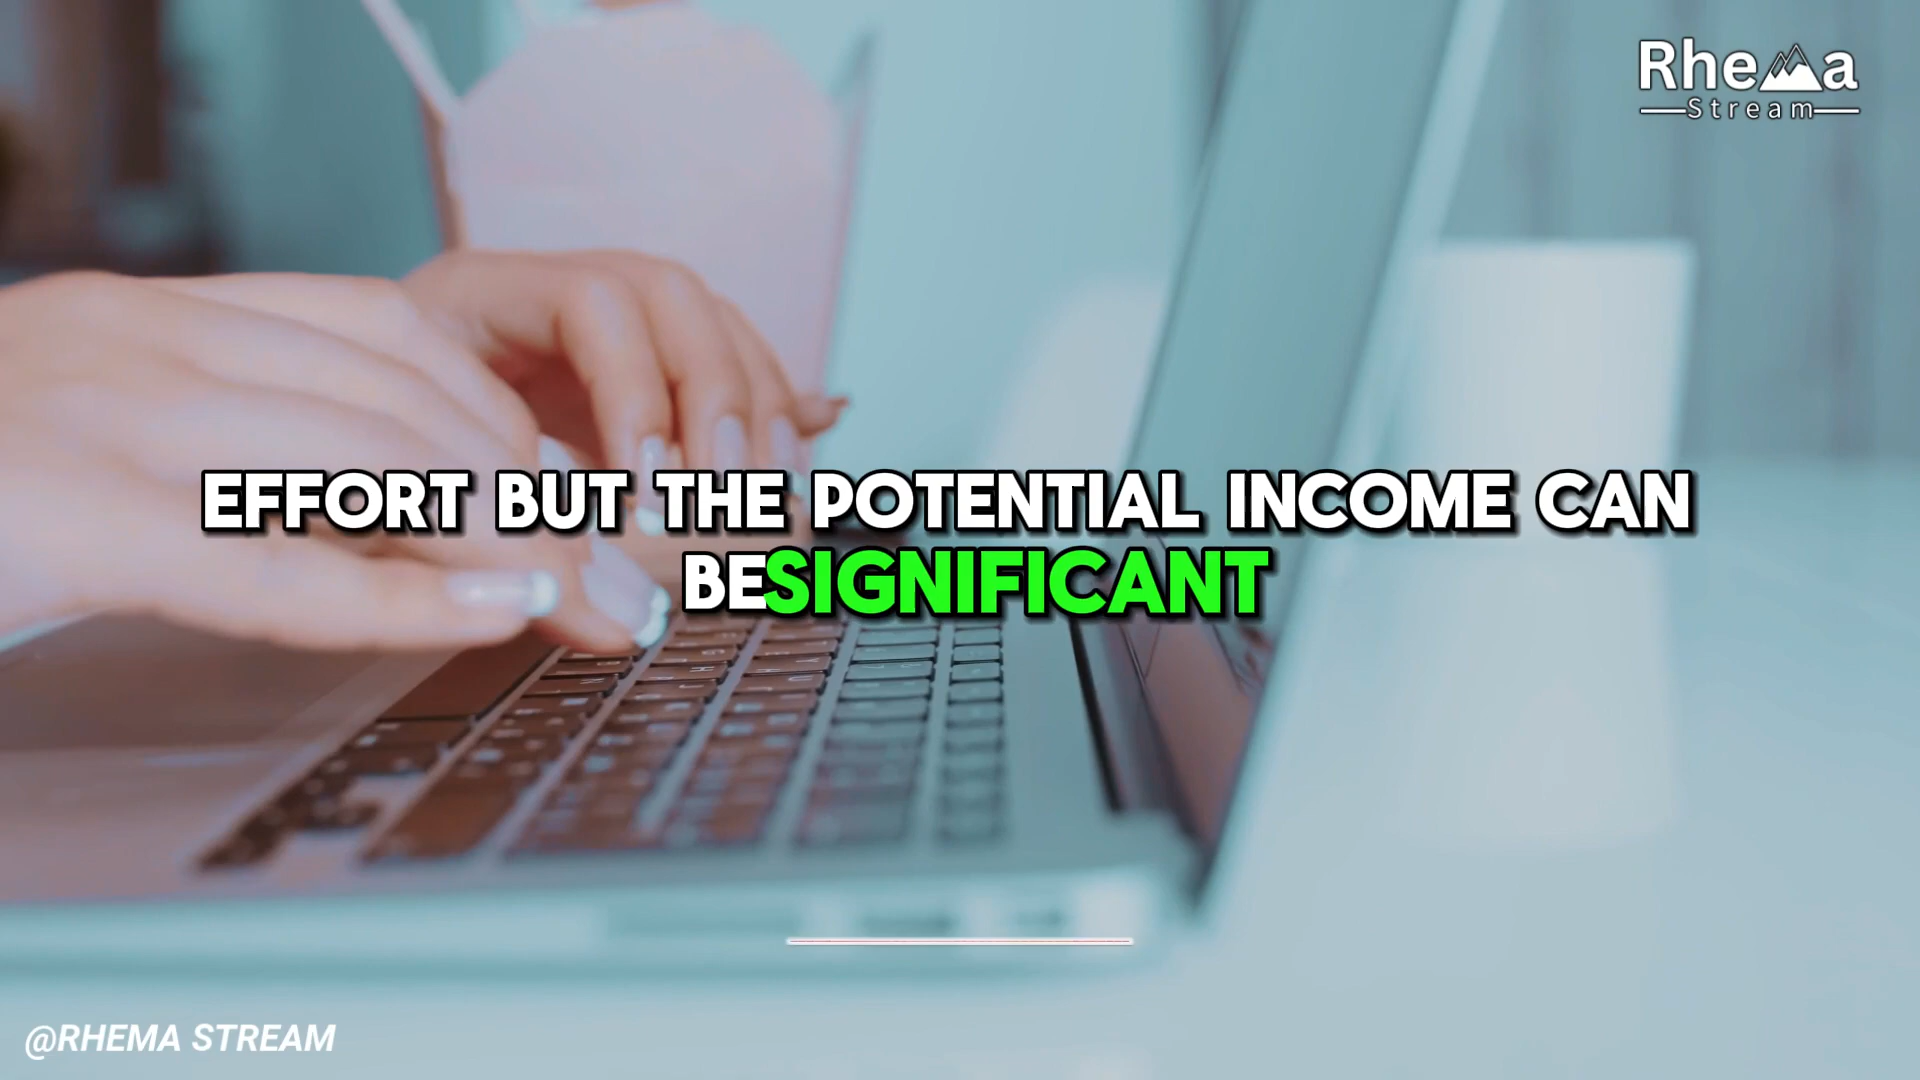 Rhema
Stream
EFFORT BUT THE POTENTIAL INCOME CAN
BESIGNIFICANT
@RHEMA STREAM